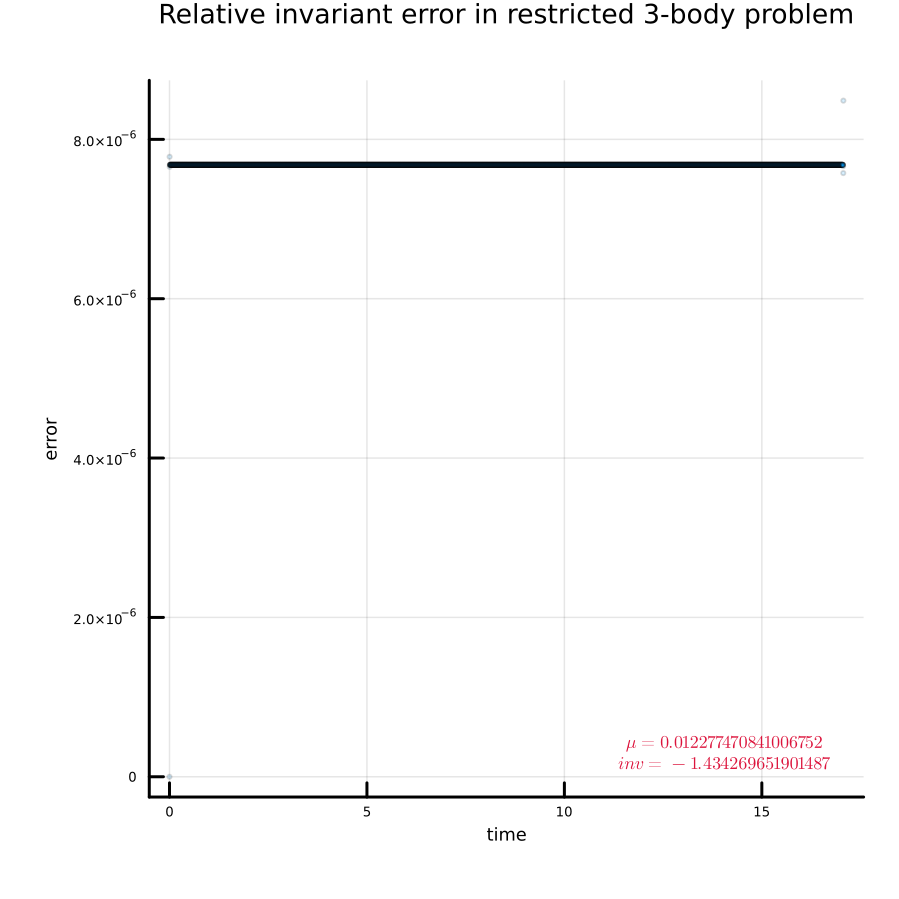 Relative invariant error in restricted 3-body problem
8.0×10⁻⁶
6.0×10⁻⁶
error
4.0×10⁻⁶
2.0×10⁻⁶
μ = 0.012277470841006752
inv = −1.434269651901487
0
0 5 10 15
time